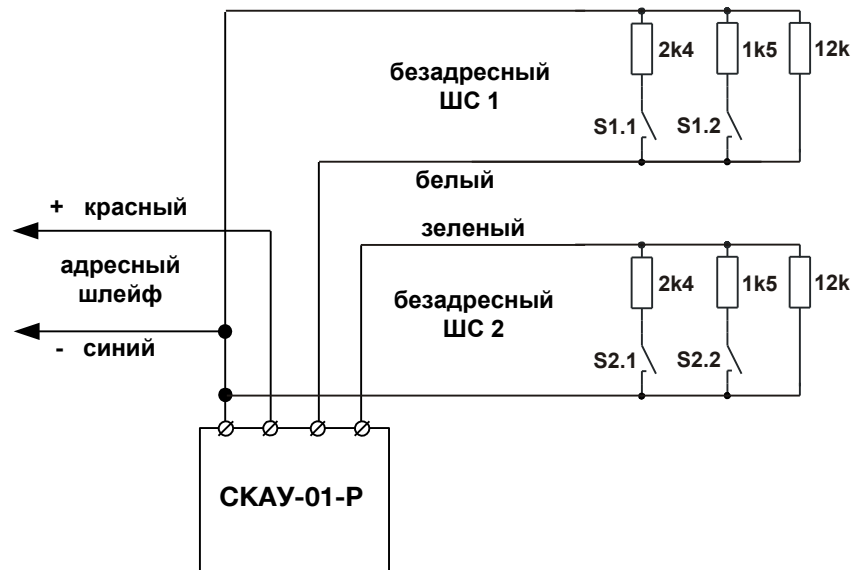 безадресный
ШС 1
2k4
1k5
12k
S1.1
S1.2
белый
+ красный
зеленый
адресный
шлейф
безадресный
ШС 2
2k4
1k5
12k
- синий
S2.1
S2.2
СКАУ-01-Р